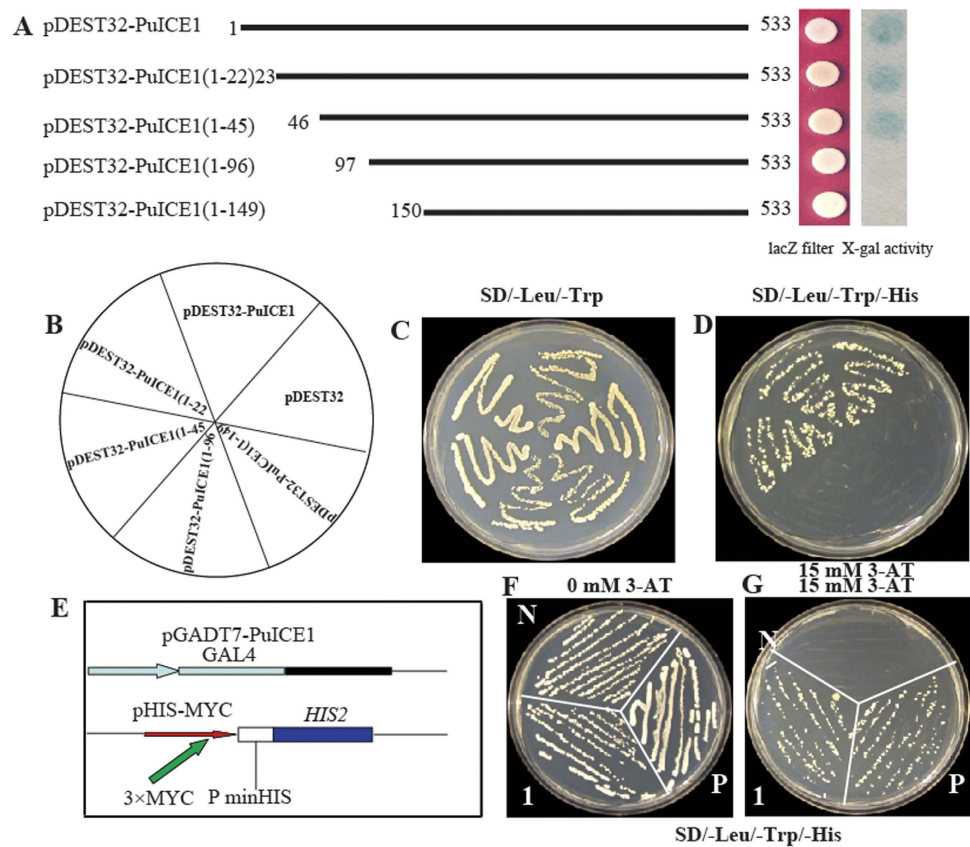 A
pDEST32-PuICE1 1 533
pDEST32-PuICE1(1-22)23 533
pDEST32-PuICE1(1-45) 46 533
pDEST32-PuICE1(1-96) 97 533
pDEST32-PuICE1(1-149) 150 533
lacZ filter X-gal activity
B
pDEST32-PuICE1
pDEST32
pDEST32-PuICE1(1-149
pDEST32-PuICE1(1-96
pDEST32-PuICE1(1-45
pDEST32-PuICE1(1-22
SD/-Leu/-Trp
C
SD/-Leu/-Trp/-His
D
15 mM 3-AT
E
pGADT7-PuICE1
GAL4
pHIS-MYC
HIS2
3×MYC
P minHIS
F
0 mM 3-AT
N
1
P
G
15 mM 3-AT
N
1
P
SD/-Leu/-Trp/-His